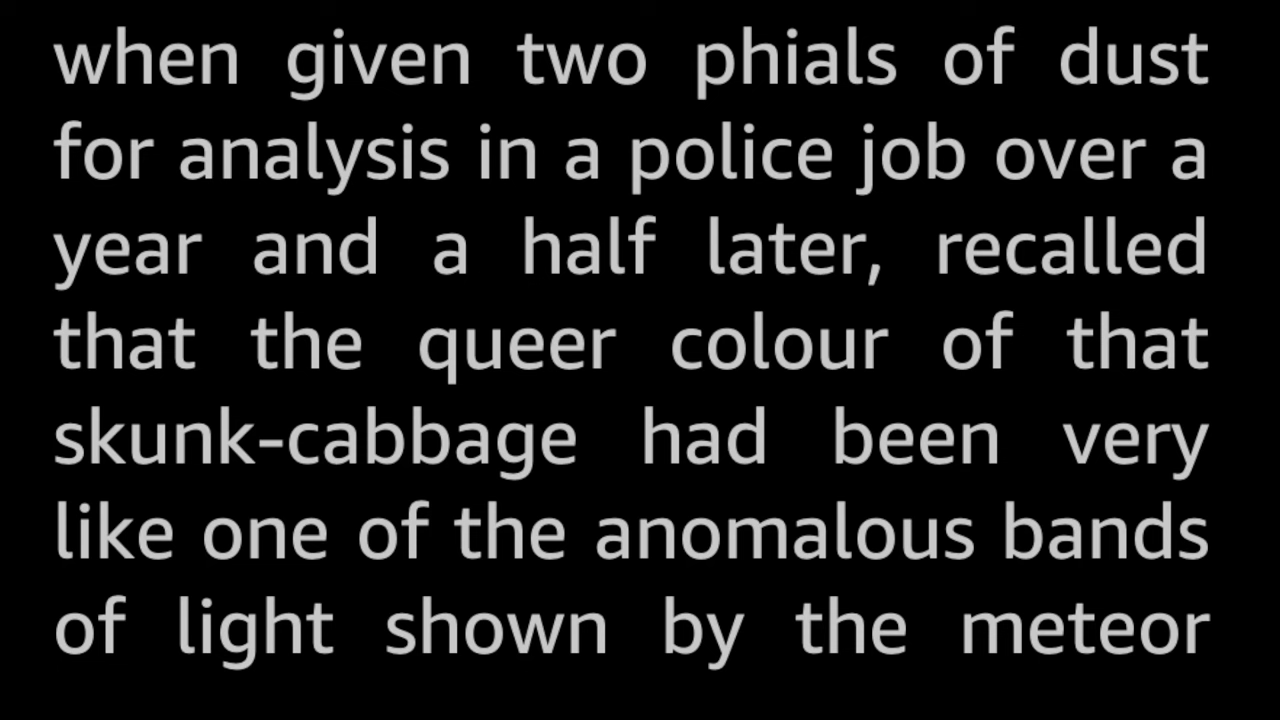 when given two phials of dust
for analysis in a police job over a
year and a half later, recalled
that the queer colour of that
skunk-cabbage had been very
like one of the anomalous bands
of light shown by the meteor